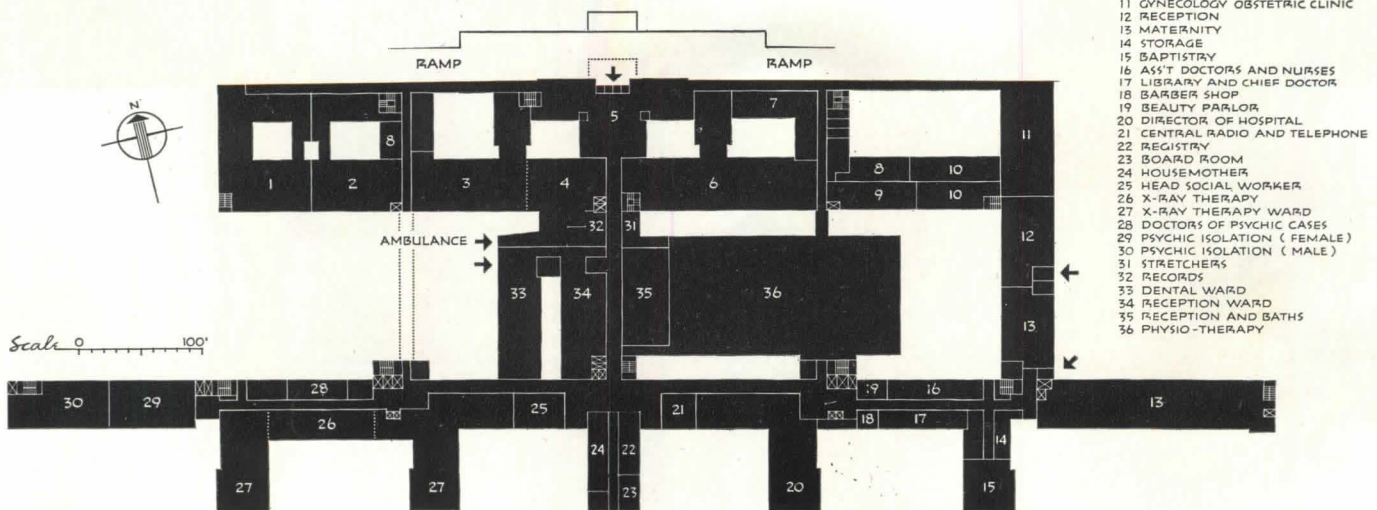 11 GYNECOLOGY OBSTETRIC CLINIC
12 RECEPTION
13 MATERNITY
14 STORAGE
15 BAPTISTRY
16 ASS'T DOCTORS AND NURSES
17 LIBRARY AND CHIEF DOCTOR
18 BARBER SHOP
19 BEAUTY PARLOR
20 DIRECTOR OF HOSPITAL
21 CENTRAL RADIO AND TELEPHONE
22 REGISTRY
23 BOARD ROOM
24 HOUSEMOTHER
25 HEAD SOCIAL WORKER
26 X-RAY THERAPY
27 X-RAY THERAPY WARD
28 DOCTORS OF PSYCHIC CASES
29 PSYCHIC ISOLATION (FEMALE)
30 PSYCHIC ISOLATION (MALE)
31 STRETCHERS
32 RECORDS
33 DENTAL WARD
34 RECEPTION WARD
35 RECEPTION AND BATHS
36 PHYSIO-THERAPY
RAMP RAMP
N
5 7
8 11
1 2 3 4 6 8 10
9 10
32 31 12
AMBULANCE
33 34 35 36
13
Scale 0 100'
30 29 28 19 16 13
26 25 21 18 17
24 22 14
27 27 23 20 15